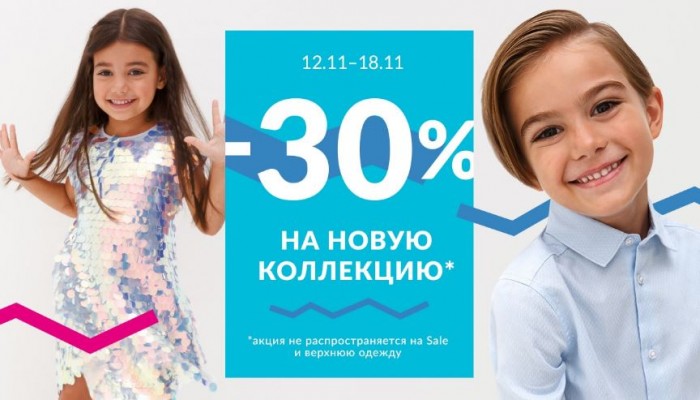 12.11–18.11
-30%
НА НОВУЮ
КОЛЛЕКЦИЮ*
*акция не распространяется на Sale
и верхнюю одежду